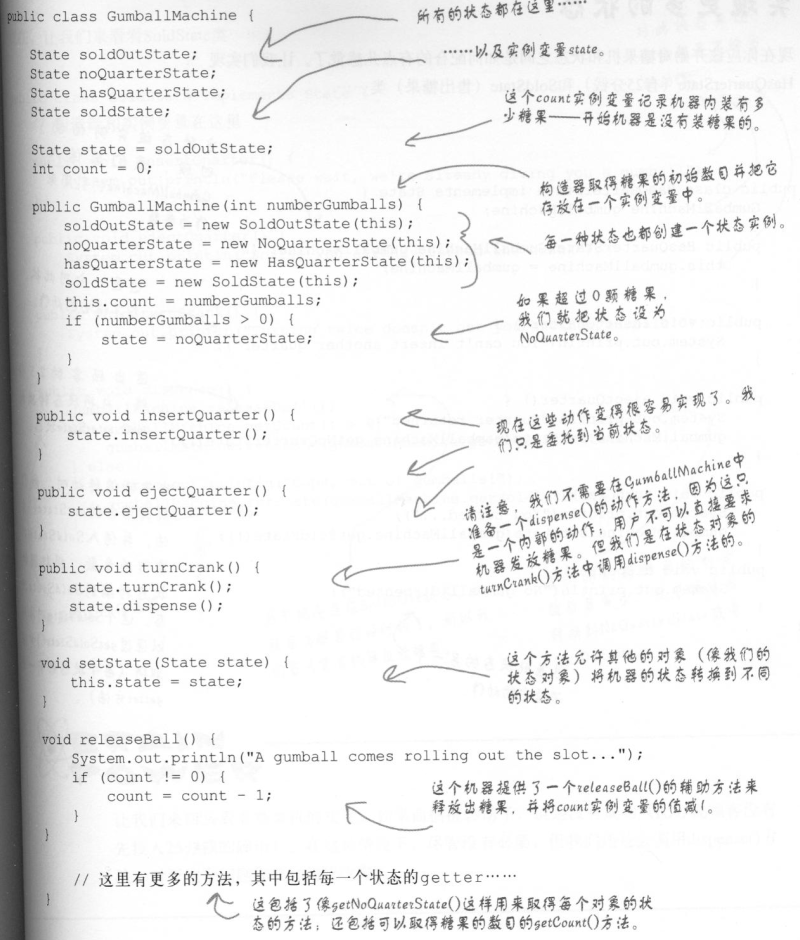 public class GumballMachine {
所有的状态都在这里……
State soldOutState;
State noQuarterState;
State hasQuarterState;
State soldState;
……以及实例变量state。
State state = soldOutState;
int count = 0;
这个count实例变量记录机器内装有多
少糖果——开始机器是没有装糖果的。
public GumballMachine(int numberGumballs) {
soldOutState = new SoldOutState(this);
noQuarterState = new NoQuarterState(this);
hasQuarterState = new HasQuarterState(this);
soldState = new SoldState(this);
this.count = numberGumballs;
if (numberGumballs > 0) {
state = noQuarterState;
}
}
构造器取得糖果的初始数目并把它
存放在一个实例变量中。
每一种状态也都创建一个状态实例。
如果超过0颗糖果，
我们就把状态设为
NoQuarterState。
public void insertQuarter() {
state.insertQuarter();
}
现在这些动作变得很容易实现了。我
们只是委托到当前状态。
public void ejectQuarter() {
state.ejectQuarter();
}
public void turnCrank() {
state.turnCrank();
state.dispense();
}
请注意，我们不需要在GumballMachine中
准备一个dispense()的动作方法，因为这只
是一个内部的动作；用户不可以直接要求
机器发放糖果。但我们是在状态对象的
turnCrank()方法中调用dispense()方法的。
void setState(State state) {
this.state = state;
}
这个方法允许其他的对象（像我们的
状态对象）将机器的状态转换到不同
的状态。
void releaseBall() {
System.out.println("A gumball comes rolling out the slot...");
if (count != 0) {
count = count - 1;
}
}
这个机器提供了一个releaseBall()的辅助方法来
释放出糖果，并将count实例变量的值减1。
// 这里有更多的方法，其中包括每一个状态的getter……
}
这包括了像getNoQuarterState()这样用来取得每个对象的状
态的方法；还包括可以取得糖果的数目的getCount()方法。